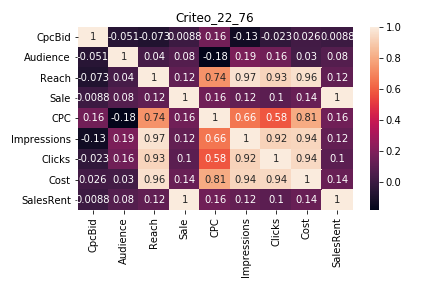 Criteo_22_76
CpcBid 1 -0.051 -0.073 0.0088 0.16 -0.13 -0.023 0.026 0.0088
Audience -0.051 1 0.04 0.08 -0.18 0.19 0.16 0.03 0.08
Reach -0.073 0.04 1 0.12 0.74 0.97 0.93 0.96 0.12
Sale 0.0088 0.08 0.12 1 0.16 0.12 0.1 0.14 1
CPC 0.16 -0.18 0.74 0.16 1 0.66 0.58 0.81 0.16
Impressions -0.13 0.19 0.97 0.12 0.66 1 0.92 0.94 0.12
Clicks -0.023 0.16 0.93 0.1 0.58 0.92 1 0.94 0.1
Cost -0.026 0.03 0.96 0.14 0.81 0.94 0.94 1 0.14
SalesRent 0.0088 0.08 0.12 1 0.16 0.12 0.1 0.14 1
CpcBid
Audience
Reach
Sale
CPC
Impressions
Clicks
Cost
SalesRent
1.0
0.8
0.6
0.4
0.2
0.0